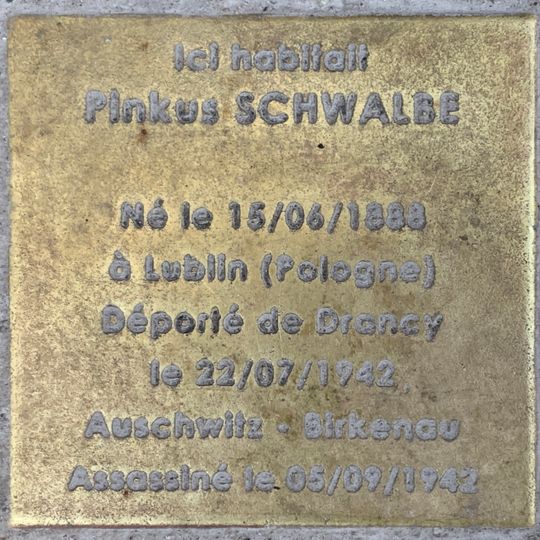 Ici habitait
Pinkus SCHWALBE
Né le 15/06/1888
à Lublin (Pologne)
Déporté de Drancy
le 22/07/1942
Auschwitz - Birkenau
Assassiné le 05/09/1942